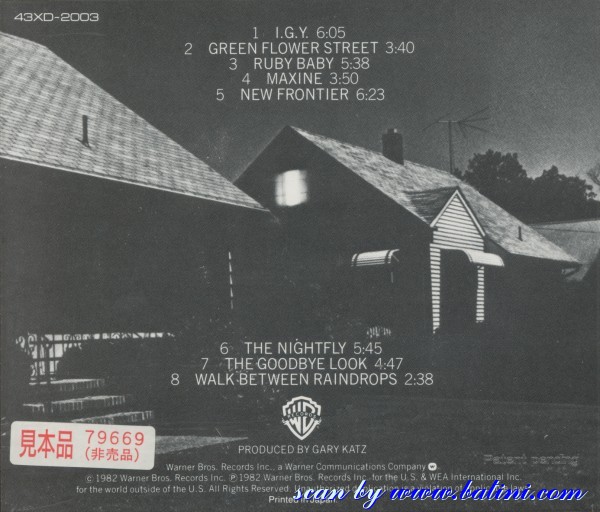 43XD-2003
1 I.G.Y. 6:05
2 GREEN FLOWER STREET 3:40
3 RUBY BABY 5:38
4 MAXINE 3:50
5 NEW FRONTIER 6:23
6 THE NIGHTFLY 5:45
7 THE GOODBYE LOOK 4:47
8 WALK BETWEEN RAINDROPS 2:38
RECORDS
見本品 79669
(非売品)
PRODUCED BY GARY KATZ
Patent pending
Warner Bros. Records Inc., a Warner Communications Company
© 1982 Warner Bros. Records Inc. ℗ 1982 Warner Bros. Records Inc. for the U.S. & WEA International Inc.
for the world outside of the U.S. All Rights Reserved. Unauthorized
Printed in Japan
scan by www.batini.com